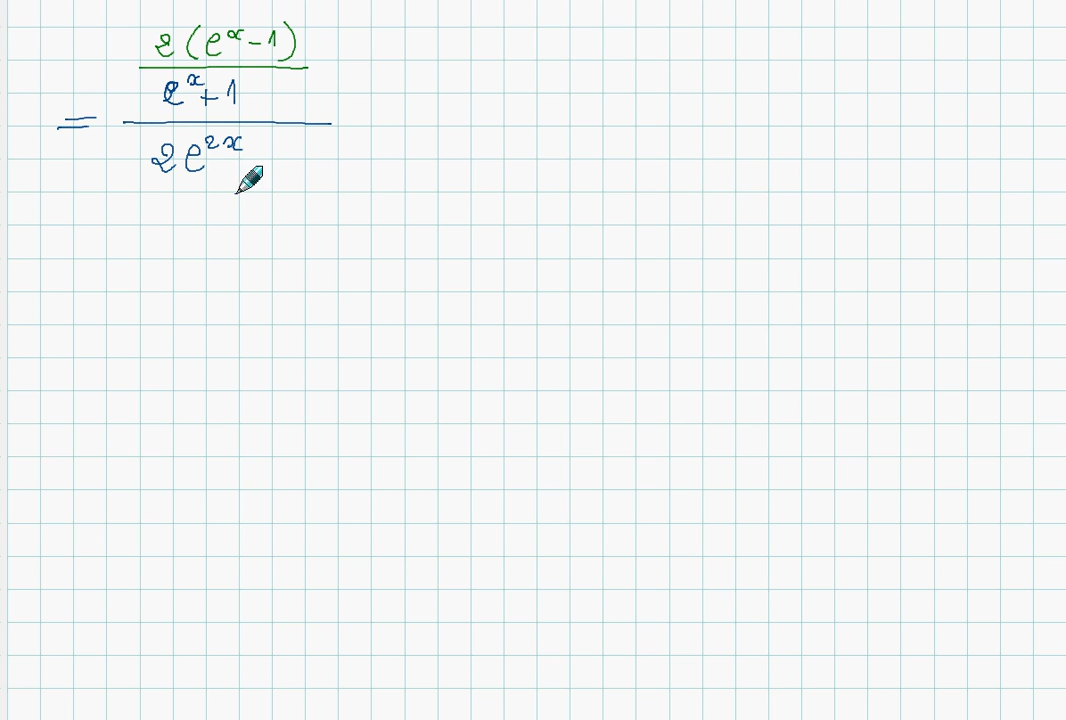 2(e^x-1)
e^x+1
=
2e^2x